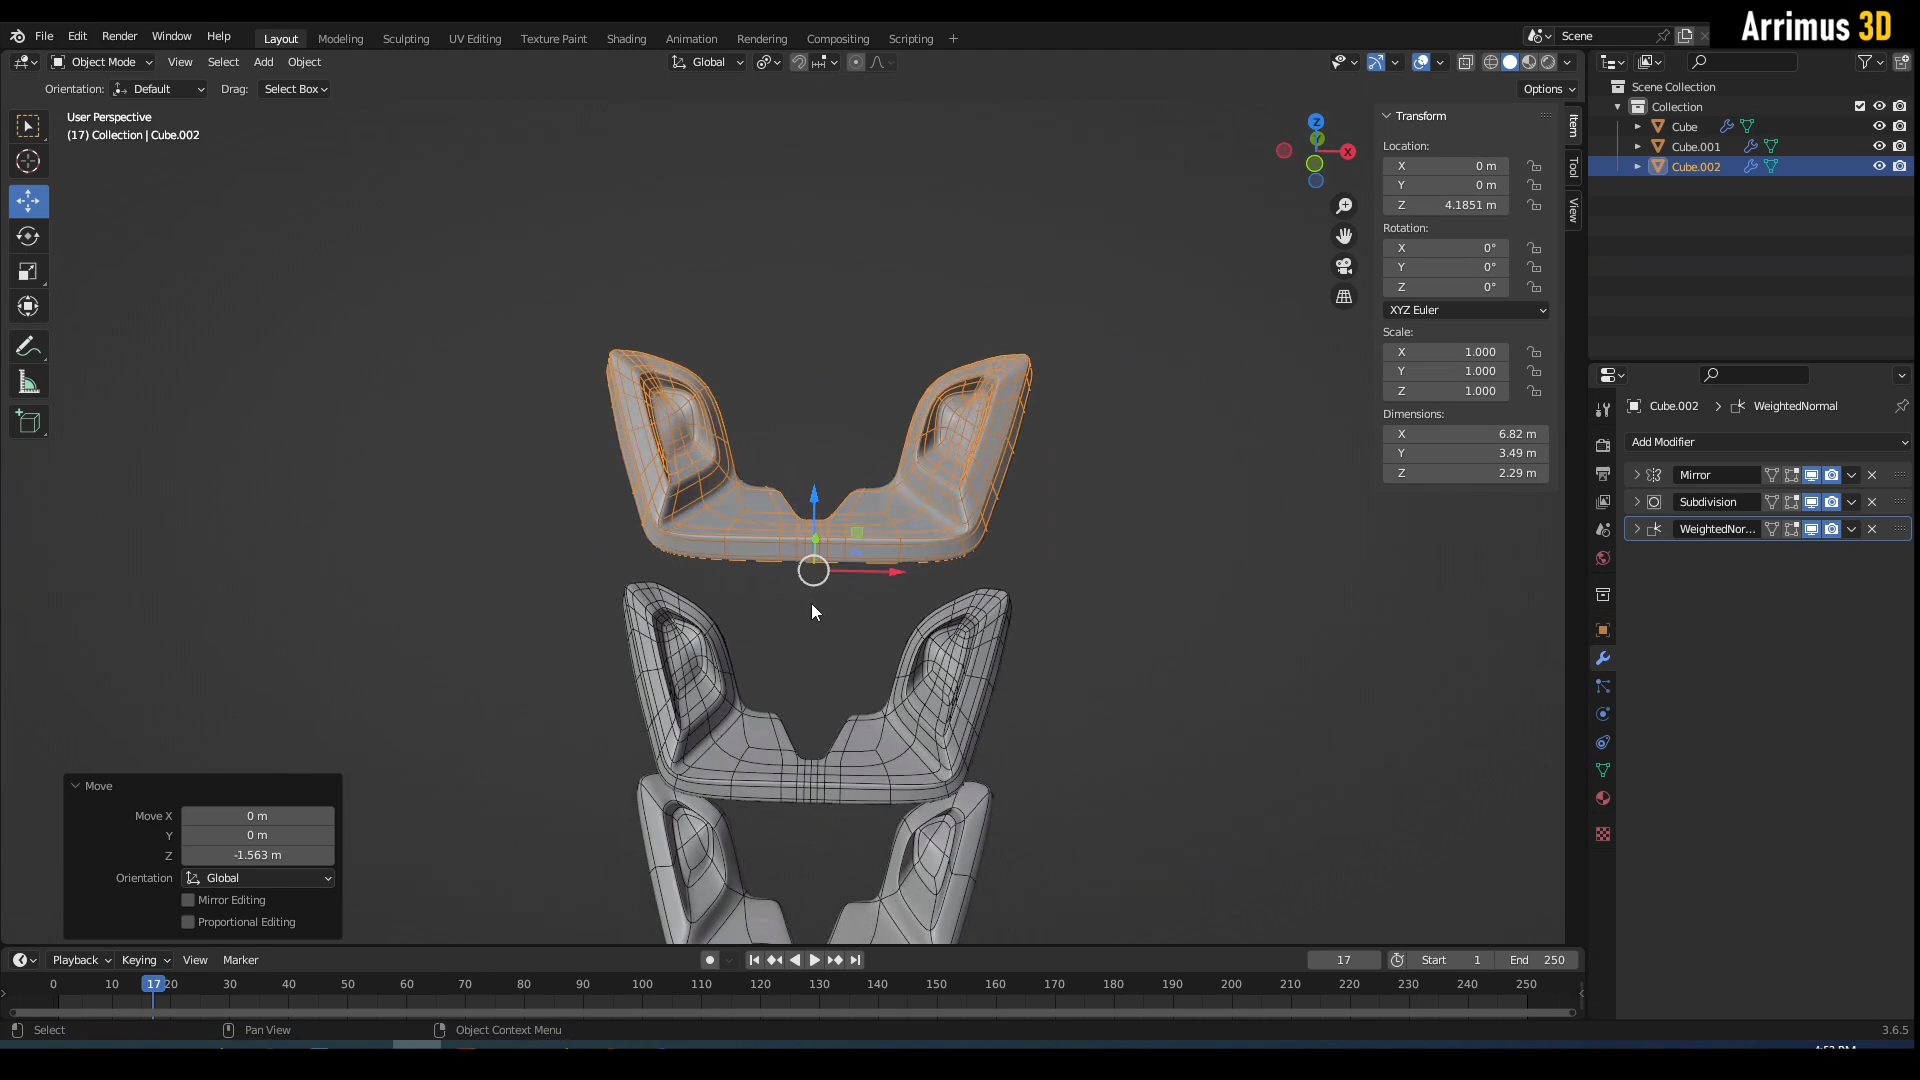 Arrimus 3D
File Edit Render Window Help Layout Modeling Sculpting UV Editing Texture Paint Shading Animation Rendering Compositing Scripting + Scene
Object Mode View Select Add Object Global
Orientation: Default Drag: Select Box Options
User Perspective
(17) Collection | Cube.002
Z
X
Transform
Location:
X 0 m
Y 0 m
Z 4.1851 m
Rotation:
X 0°
Y 0°
Z 0°
XYZ Euler
Scale:
X 1.000
Y 1.000
Z 1.000
Dimensions:
X 6.82 m
Y 3.49 m
Z 2.29 m
Item
Tool
View
Scene Collection
Collection
Cube
Cube.001
Cube.002
Cube.002 > WeightedNormal
Add Modifier
Mirror
Subdivision
WeightedNor...
Move
Move X 0 m
Y 0 m
Z -1.563 m
Orientation Global
Mirror Editing
Proportional Editing
Playback Keying View Marker 17 Start 1 End 250
0 10 17 20 30 40 50 60 70 80 90 100 110 120 130 140 150 160 170 180 190 200 210 220 230 240 250
Select Pan View Object Context Menu 3.6.5